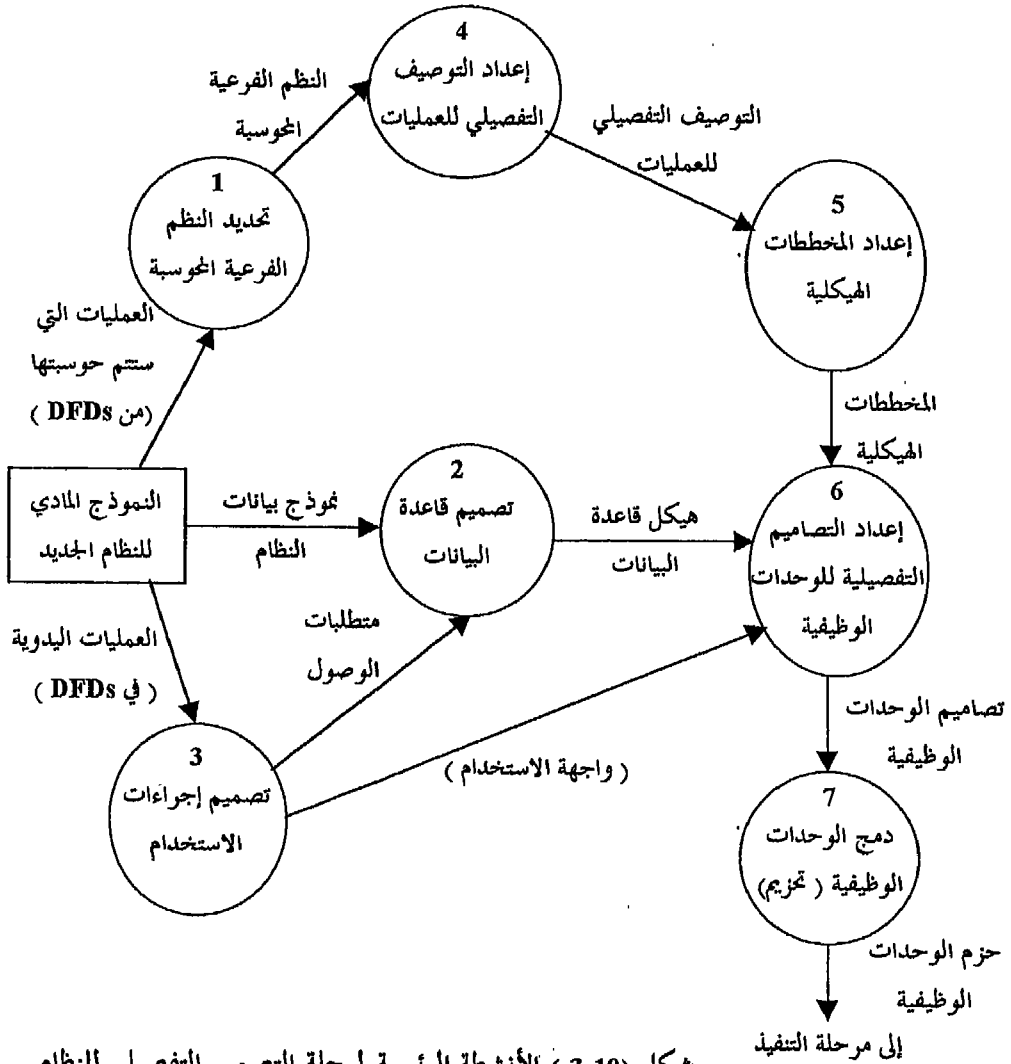 4
إعداد التوصيف
التفصيلي للعمليات
النظم الفرعية
المحوسبة
التوصيف التفصيلي
للعمليات
1
تحديد النظم
الفرعية المحوسبة
5
إعداد المخططات
الهيكلية
العمليات التي
ستتم حوسبتها
(من DFDs )
المخططات
الهيكلية
النموذج المادي
للنظام الجديد
نموذج بيانات
النظام
2
تصميم قاعدة
البيانات
هيكل قاعدة
البيانات
6
إعداد التصاميم
التفصيلية للوحدات
الوظيفية
العمليات اليدوية
( في DFDs )
متطلبات
الوصول
3
تصميم إجراءات
الاستخدام
( واجهة الاستخدام )
تصاميم الوحدات
الوظيفية
7
دمج الوحدات
الوظيفية ( تحزيم)
حزم الوحدات
الوظيفية
إلى مرحلة التنفيذ